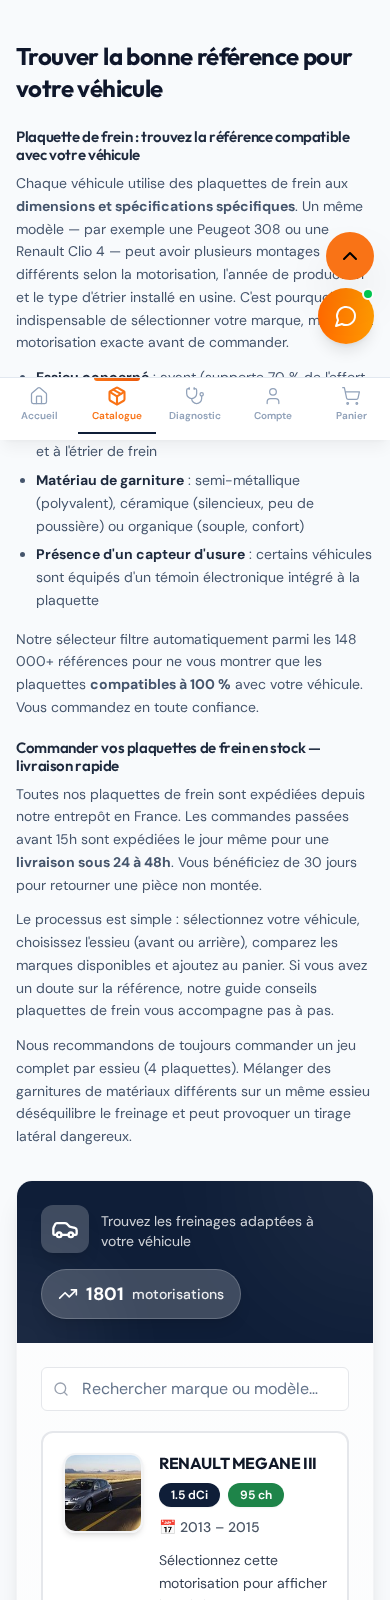 Trouver la bonne référence pour
votre véhicule
Plaquette de frein : trouvez la référence compatible
avec votre véhicule
Chaque véhicule utilise des plaquettes de frein aux
dimensions et spécifications spécifiques. Un même
modèle — par exemple une Peugeot 308 ou une
Renault Clio 4 — peut avoir plusieurs montages
différents selon la motorisation, l'année de
et le type d'étrier installé en usine. C'est
indispensable de sélectionner votre marque,
motorisation exacte avant de commander.
Essieu concerné : avant (supporte 70 % de l'effort
Accueil
Catalogue
Diagnostic
Compte
Panier
et à l'étrier de frein
Matériau de garniture : semi-métallique
(polyvalent), céramique (silencieux, peu de
poussière) ou organique (souple, confort)
Présence d'un capteur d'usure : certains véhicules
sont équipés d'un témoin électronique intégré à la
plaquette
Notre sélecteur filtre automatiquement parmi les 148
000+ références pour ne vous montrer que les
plaquettes compatibles à 100 % avec votre véhicule.
Vous commandez en toute confiance.
Commander vos plaquettes de frein en stock —
livraison rapide
Toutes nos plaquettes de frein sont expédiées depuis
notre entrepôt en France. Les commandes passées
avant 15h sont expédiées le jour même pour une
livraison sous 24 à 48h. Vous bénéficiez de 30 jours
pour retourner une pièce non montée.
Le processus est simple : sélectionnez votre véhicule,
choisissez l'essieu (avant ou arrière), comparez les
marques disponibles et ajoutez au panier. Si vous avez
un doute sur la référence, notre guide conseils
plaquettes de frein vous accompagne pas à pas.
Nous recommandons de toujours commander un jeu
complet par essieu (4 plaquettes). Mélanger des
garnitures de matériaux différents sur un même essieu
déséquilibre le freinage et peut provoquer un tirage
latéral dangereux.
Trouvez les freinages adaptées à
votre véhicule
1801 motorisations
Rechercher marque ou modèle...
RENAULT MEGANE III
1.5 dCi
95 ch
📅 2013 – 2015
Sélectionnez cette
motorisation pour afficher